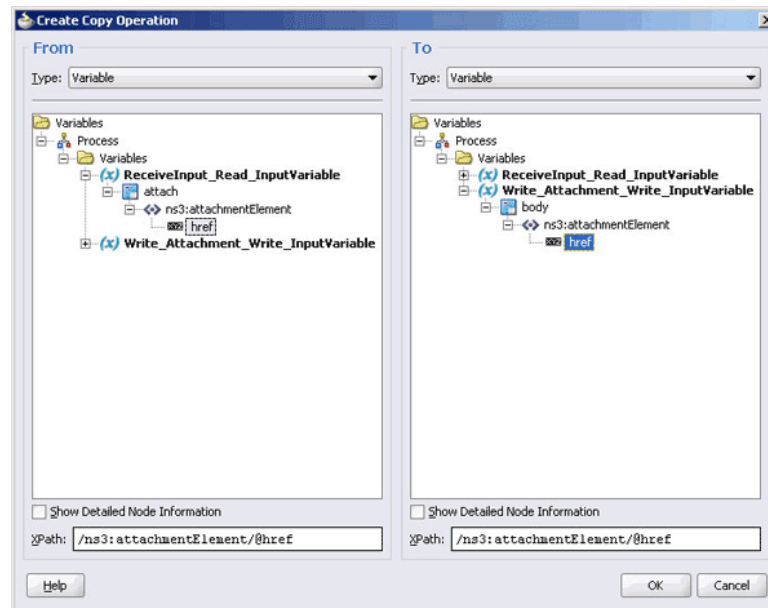 Create Copy Operation
From
Type: Variable
Variables
Process
Variables
(x) ReceiveInput_Read_InputVariable
attach
ns3:attachmentElement
href
(x) Write_Attachment_Write_InputVariable
Show Detailed Node Information
XPath: /ns3:attachmentElement/@href
To
Type: Variable
Variables
Process
Variables
(x) ReceiveInput_Read_InputVariable
(x) Write_Attachment_Write_InputVariable
body
ns3:attachmentElement
href
Show Detailed Node Information
XPath: /ns3:attachmentElement/@href
Help
OK
Cancel